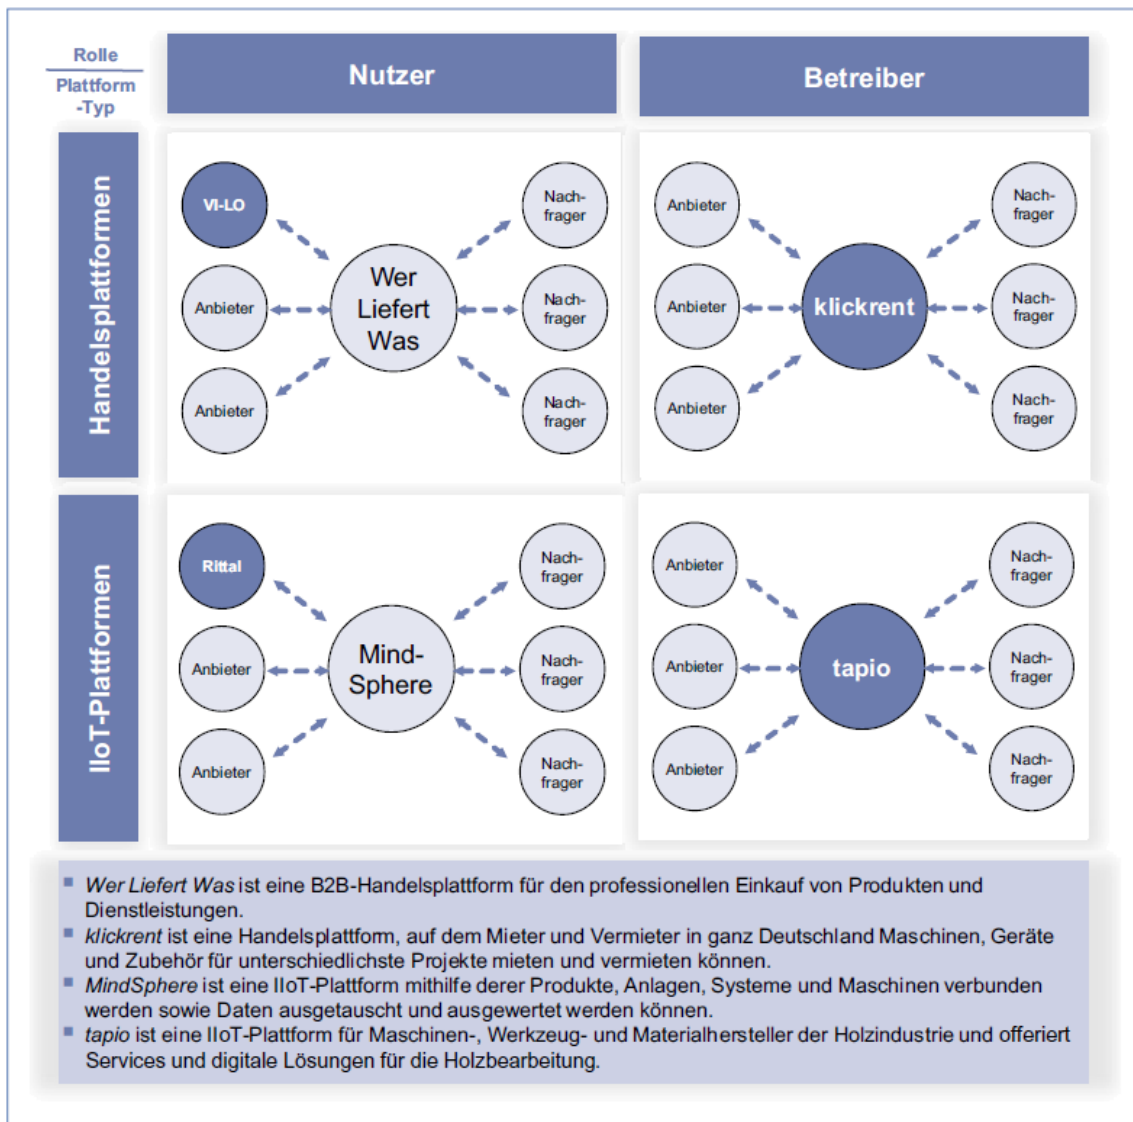 Rolle
Plattform
-Typ
Nutzer
Betreiber
Handelsplattformen
VI-LO
Anbieter
Anbieter
Wer
Liefert
Was
Nach-
frager
Nach-
frager
Nach-
frager
Anbieter
Anbieter
Anbieter
klickrent
Nach-
frager
Nach-
frager
Nach-
frager
IIoT-Plattformen
Rittal
Anbieter
Anbieter
Mind-
Sphere
Nach-
frager
Nach-
frager
Nach-
frager
Anbieter
Anbieter
Anbieter
tapio
Nach-
frager
Nach-
frager
Nach-
frager
Wer Liefert Was ist eine B2B-Handelsplattform für den professionellen Einkauf von Produkten und
Dienstleistungen.
klickrent ist eine Handelsplattform, auf dem Mieter und Vermieter in ganz Deutschland Maschinen, Geräte
und Zubehör für unterschiedlichste Projekte mieten und vermieten können.
MindSphere ist eine IIoT-Plattform mithilfe derer Produkte, Anlagen, Systeme und Maschinen verbunden
werden sowie Daten ausgetauscht und ausgewertet werden können.
tapio ist eine IIoT-Plattform für Maschinen-, Werkzeug- und Materialhersteller der Holzindustrie und offeriert
Services und digitale Lösungen für die Holzbearbeitung.